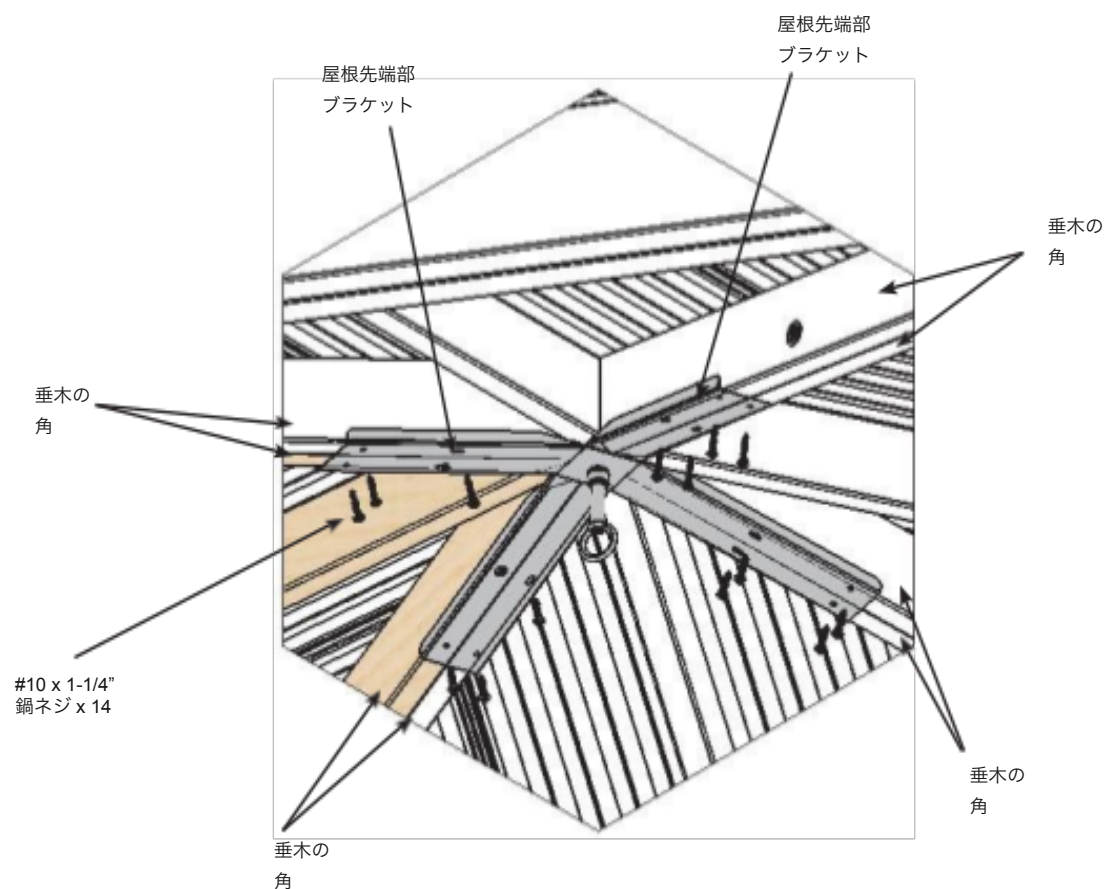 屋根先端部
ブラケット
屋根先端部
ブラケット
垂木の
角
垂木の
角
#10 x 1-1/4”
鍋ネジ x 14
垂木の
角
垂木の
角